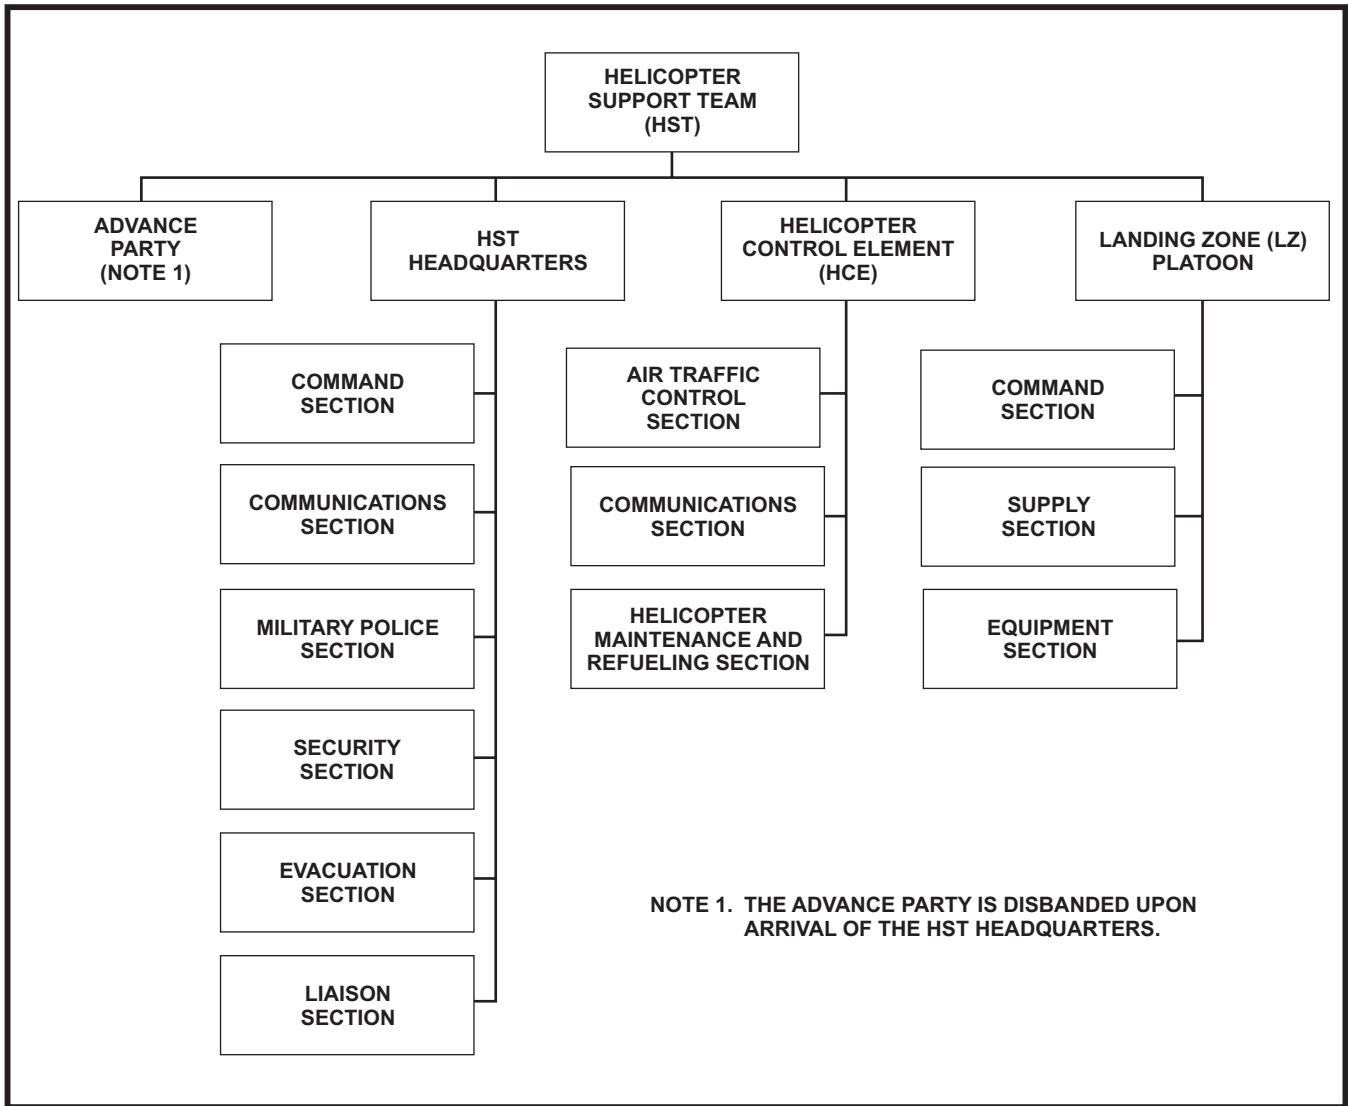 HELICOPTER
SUPPORT TEAM
(HST)
ADVANCE
PARTY
(NOTE 1)
HST
HEADQUARTERS
HELICOPTER
CONTROL ELEMENT
(HCE)
LANDING ZONE (LZ)
PLATOON
COMMAND
SECTION
COMMUNICATIONS
SECTION
MILITARY POLICE
SECTION
SECURITY
SECTION
EVACUATION
SECTION
LIAISON
SECTION
AIR TRAFFIC
CONTROL
SECTION
COMMUNICATIONS
SECTION
HELICOPTER
MAINTENANCE AND
REFUELING SECTION
COMMAND
SECTION
SUPPLY
SECTION
EQUIPMENT
SECTION
NOTE 1. THE ADVANCE PARTY IS DISBANDED UPON
ARRIVAL OF THE HST HEADQUARTERS.